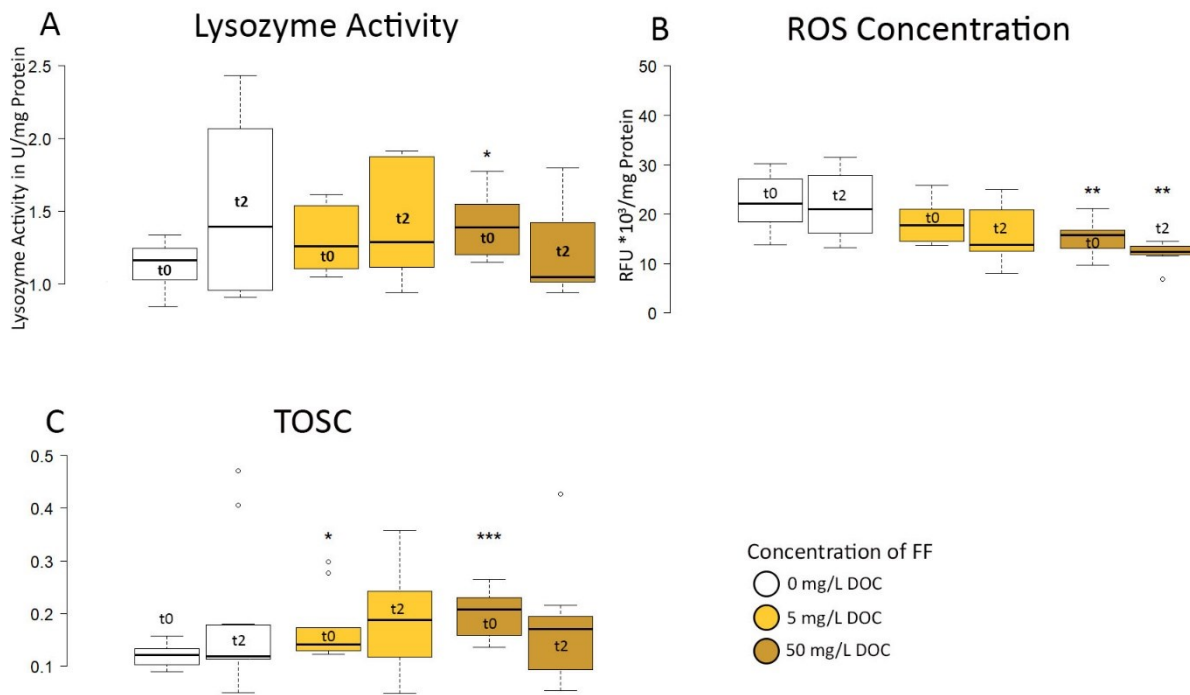 A
Lysozyme Activity
Lysozyme Activity in U/mg Protein
2.5
2.0
1.5
1.0
t0
t2
t0
t2
*
t0
t2
B
ROS Concentration
RFU *10³/mg Protein
50
40
30
20
10
0
t0
t2
t0
t2
**
t0
**
t2
C
TOSC
0.5
0.4
0.3
0.2
0.1
t0
t2
*
t0
t2
***
t0
t2
Concentration of FF
0 mg/L DOC
5 mg/L DOC
50 mg/L DOC